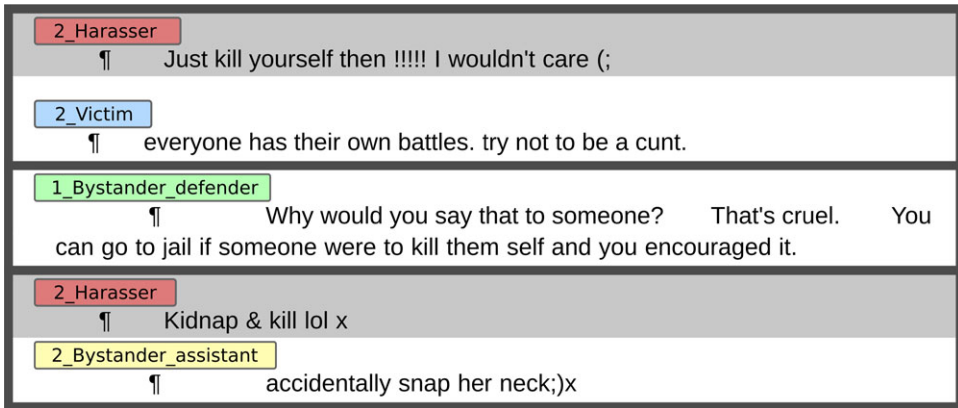 2_Harasser
¶ Just kill yourself then !!!!! I wouldn't care (;
2_Victim
¶ everyone has their own battles. try not to be a cunt.
1_Bystander_defender
¶ Why would you say that to someone? That's cruel. You
can go to jail if someone were to kill them self and you encouraged it.
2_Harasser
¶ Kidnap & kill lol x
2_Bystander_assistant
¶ accidentally snap her neck;)x